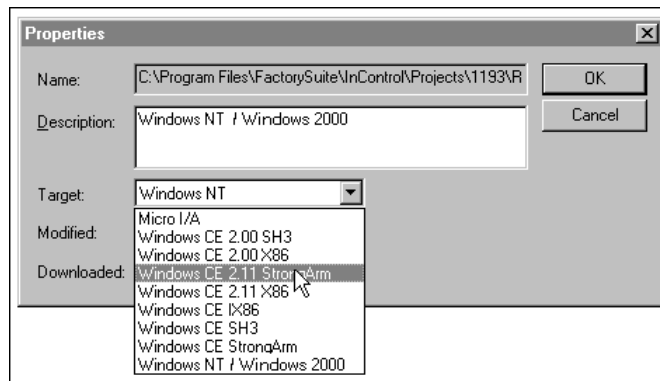 Properties
Name: C:\Program Files\FactorySuite\InControl\Projects\1193\R OK
Description: Windows NT / Windows 2000 Cancel
Target: Windows NT
Micro I/A
Modified: Windows CE 2.00 SH3
Windows CE 2.00 X86
Downloaded: Windows CE 2.11 StrongArm
Windows CE 2.11 X86
Windows CE IX86
Windows CE SH3
Windows CE StrongArm
Windows NT / Windows 2000